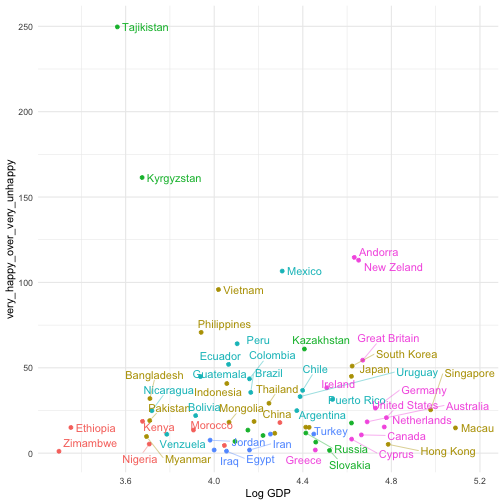 250
200
150
100
50
0
very_happy_over_very_unhappy
Tajikistan
Kyrgyzstan
Andorra
New Zeland
Mexico
Vietnam
Philippines
Peru
Kazakhstan
Great Britain
Ecuador
Colombia
South Korea
Bangladesh
Guatemala
Brazil
Chile
Japan
Uruguay
Singapore
Nicaragua
Indonesia
Thailand
Ireland
Germany
Puerto Rico
Pakistan
Mongolia
China
Argentina
United States
Australia
Ethiopia
Kenya
Bolivia
Morocco
Turkey
Netherlands
Macau
Zimambwe
Venzuela
Jordan
Iran
Russia
Canada
Nigeria
Myanmar
Iraq
Egypt
Greece
Slovakia
Cyprus
Hong Kong
3.6
4.0
4.4
4.8
5.2
Log GDP